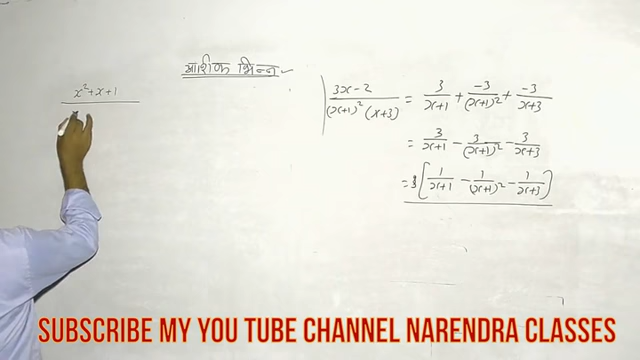 आंशिक भिन्न
x²+x+1
(3x-2)/((x+1)² (x+3)) = 3/(x+1) + -3/(x+1)² + -3/(x+3)
= 3/(x+1) - 3/(x+1)² - 3/(x+3)
= 3[1/(x+1) - 1/(x+1)² - 1/(x+3)]
SUBSCRIBE MY YOU TUBE CHANNEL NARENDRA CLASSES